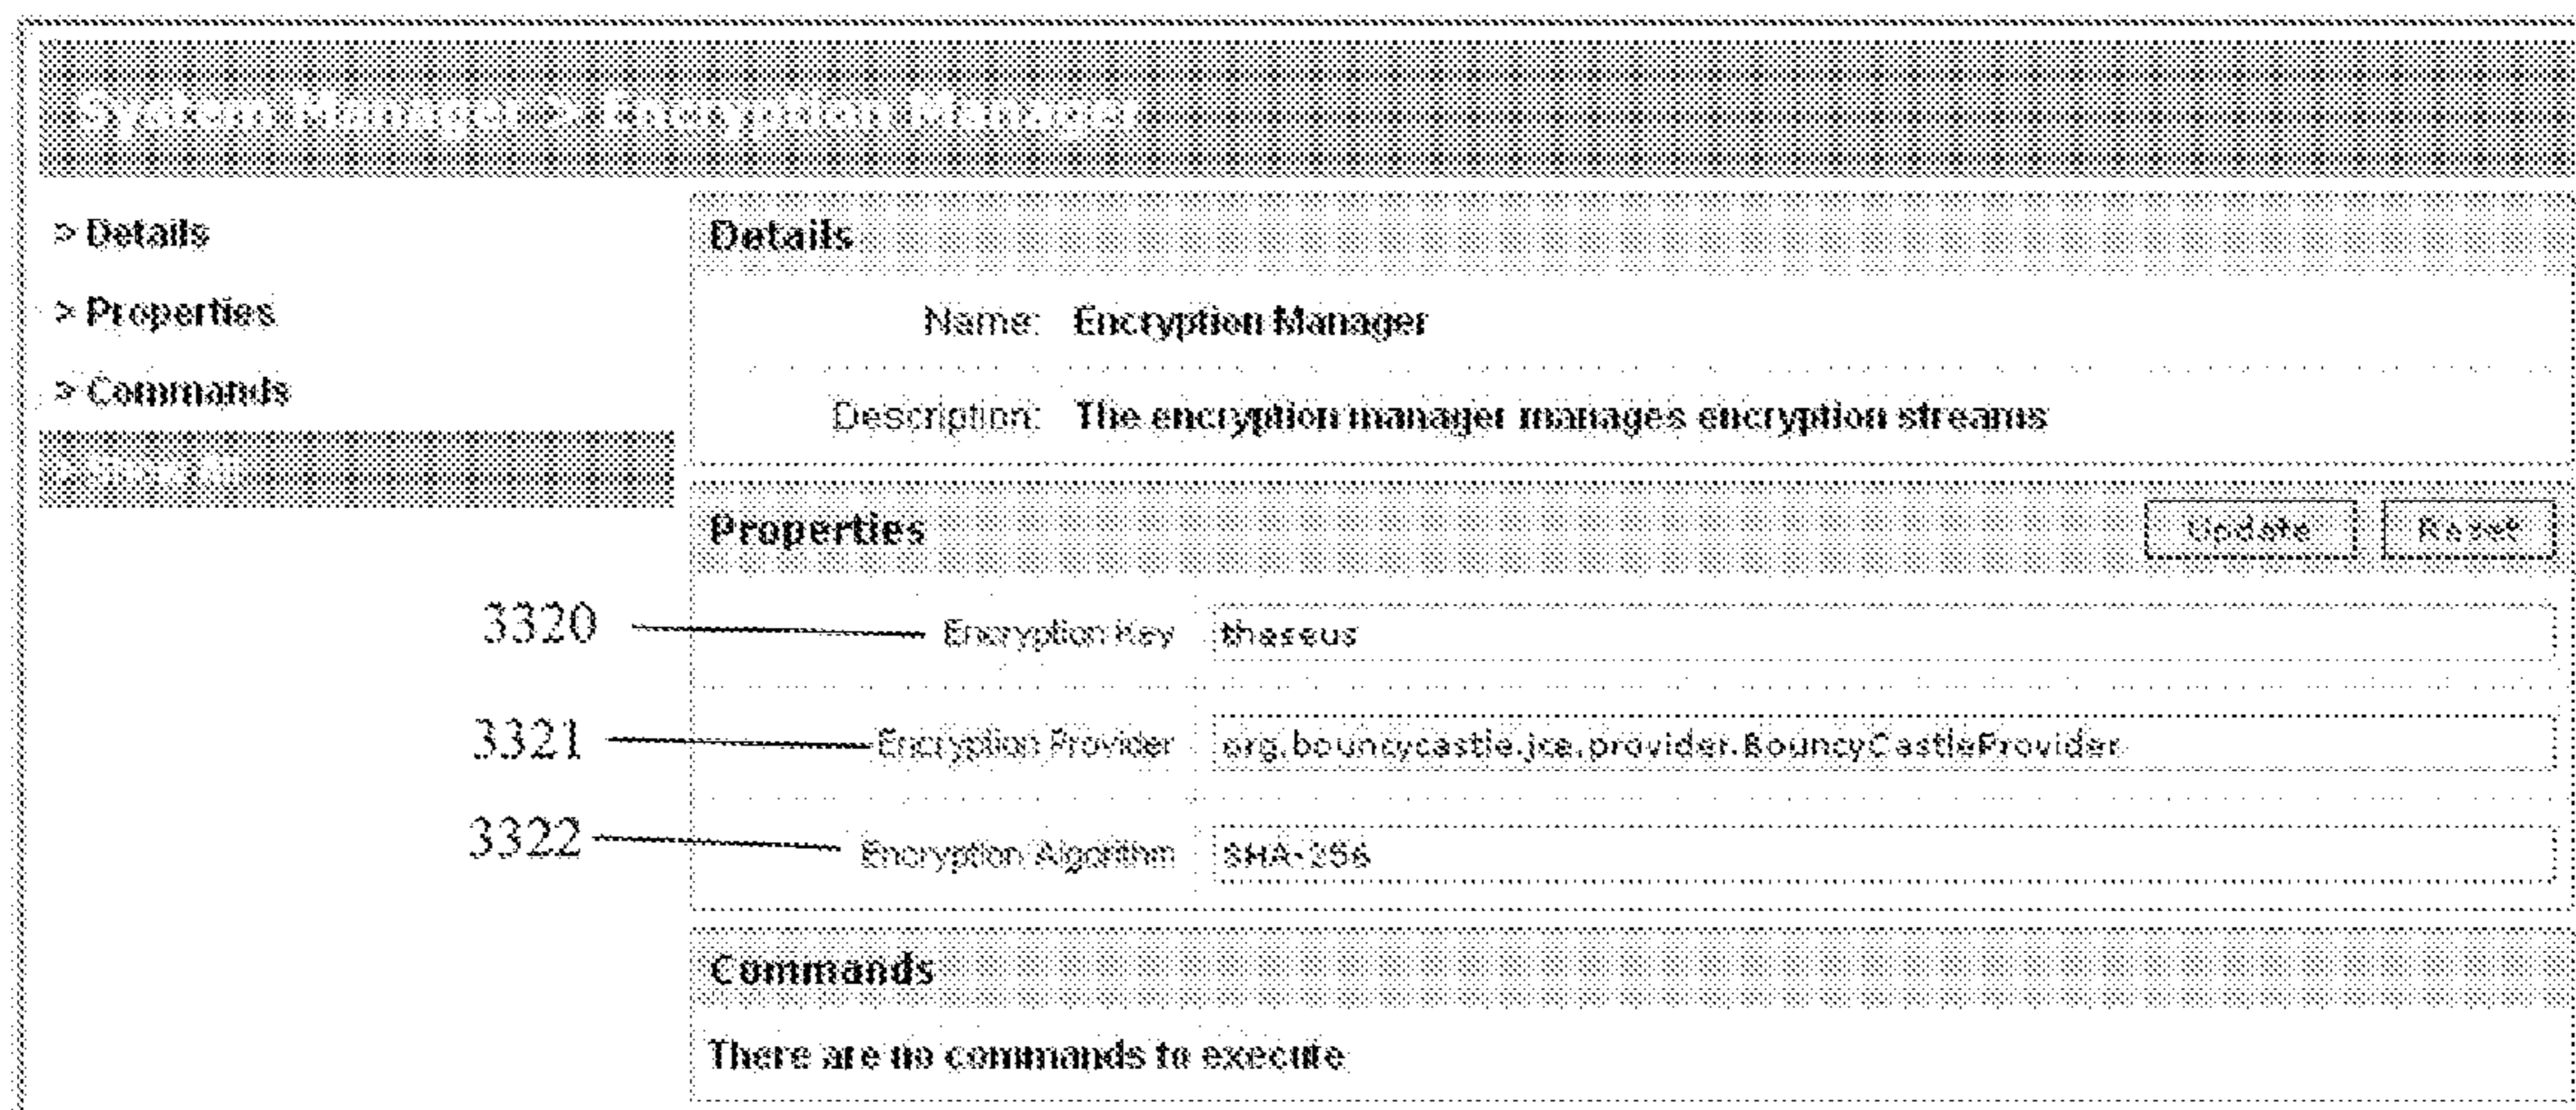 System Manager > Encryption Manager
> Details
> Properties
> Commands
> Show All
Details
Name: Encryption Manager
Description: The encryption manager manages encryption streams
Properties
Update
Reset
3320
Encryption Key
theseus
3321
Encryption Provider
org.bouncycastle.jce.provider.BouncyCastleProvider
3322
Encryption Algorithm
SHA-256
Commands
There are no commands to execute